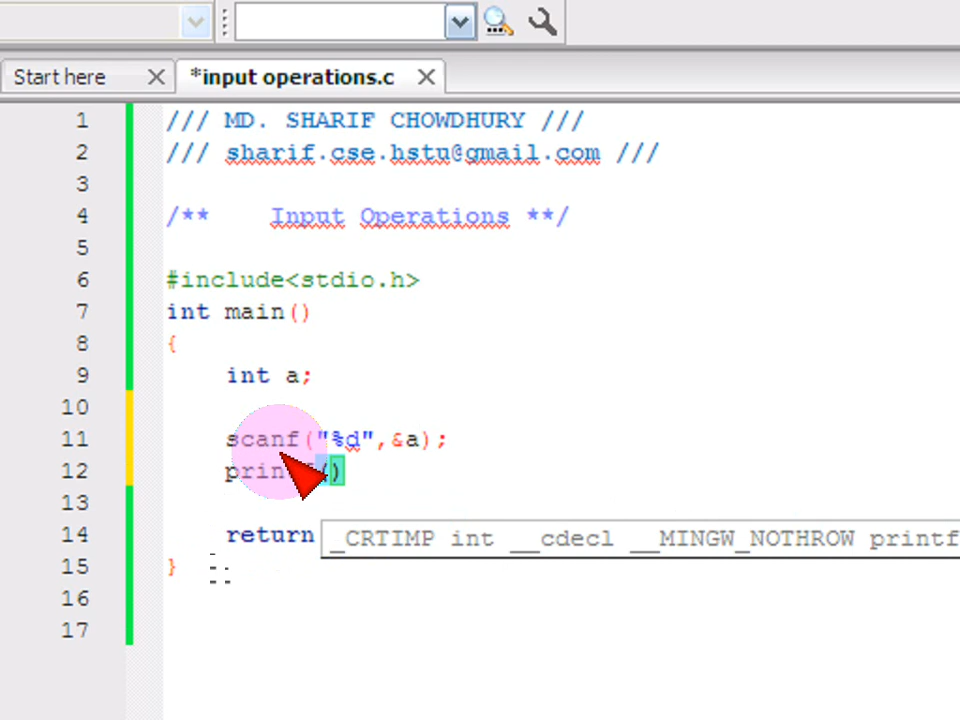 Start here
*input operations.c
1 /// MD. SHARIF CHOWDHURY ///
2 /// sharif.cse.hstu@gmail.com ///
3
4 /** Input Operations **/
5
6 #include<stdio.h>
7 int main()
8 {
9 int a;
10
11 scanf("%d",&a);
12 printf()
13
14 return
_CRTIMP int __cdecl __MINGW_NOTHROW printf
15 }
16
17